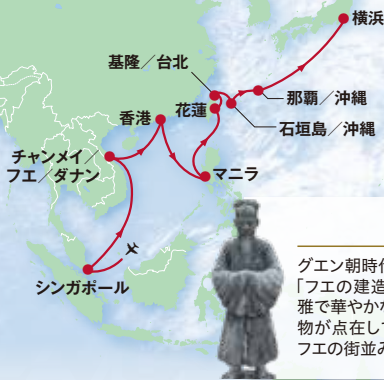 横浜
基隆／台北
那覇／沖縄
香港
花蓮
石垣島／沖縄
チャンメイ／
フエ／ダナン
マニラ
シンガポール
グエン朝時代
「フエの建造
雅で華やかな
物が点在して
フエの街並み